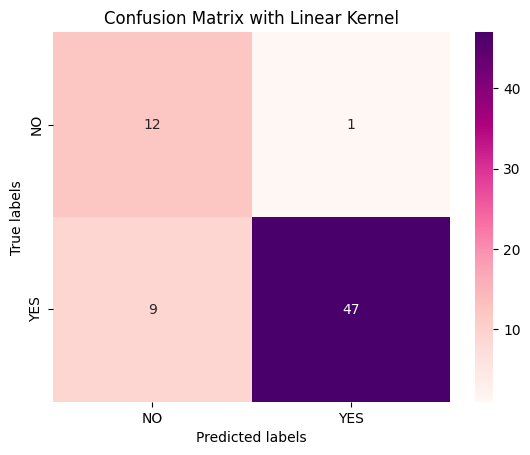 Confusion Matrix with Linear Kernel
True labels
NO
12
1
YES
9
47
NO
YES
Predicted labels
40
30
20
10